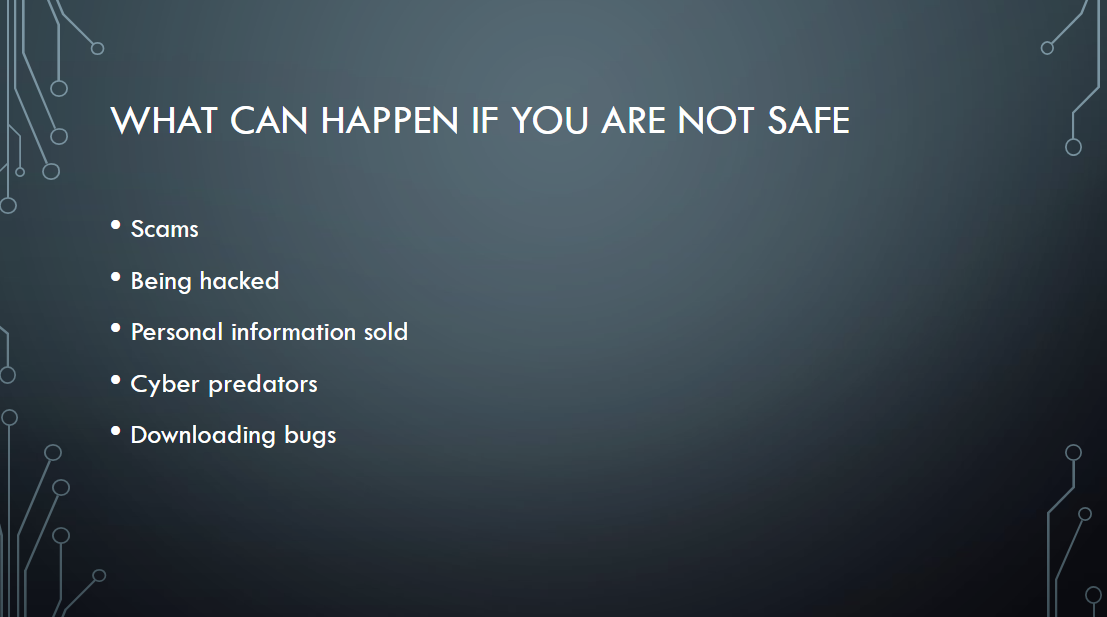 WHAT CAN HAPPEN IF YOU ARE NOT SAFE
• Scams
• Being hacked
• Personal information sold
• Cyber predators
• Downloading bugs